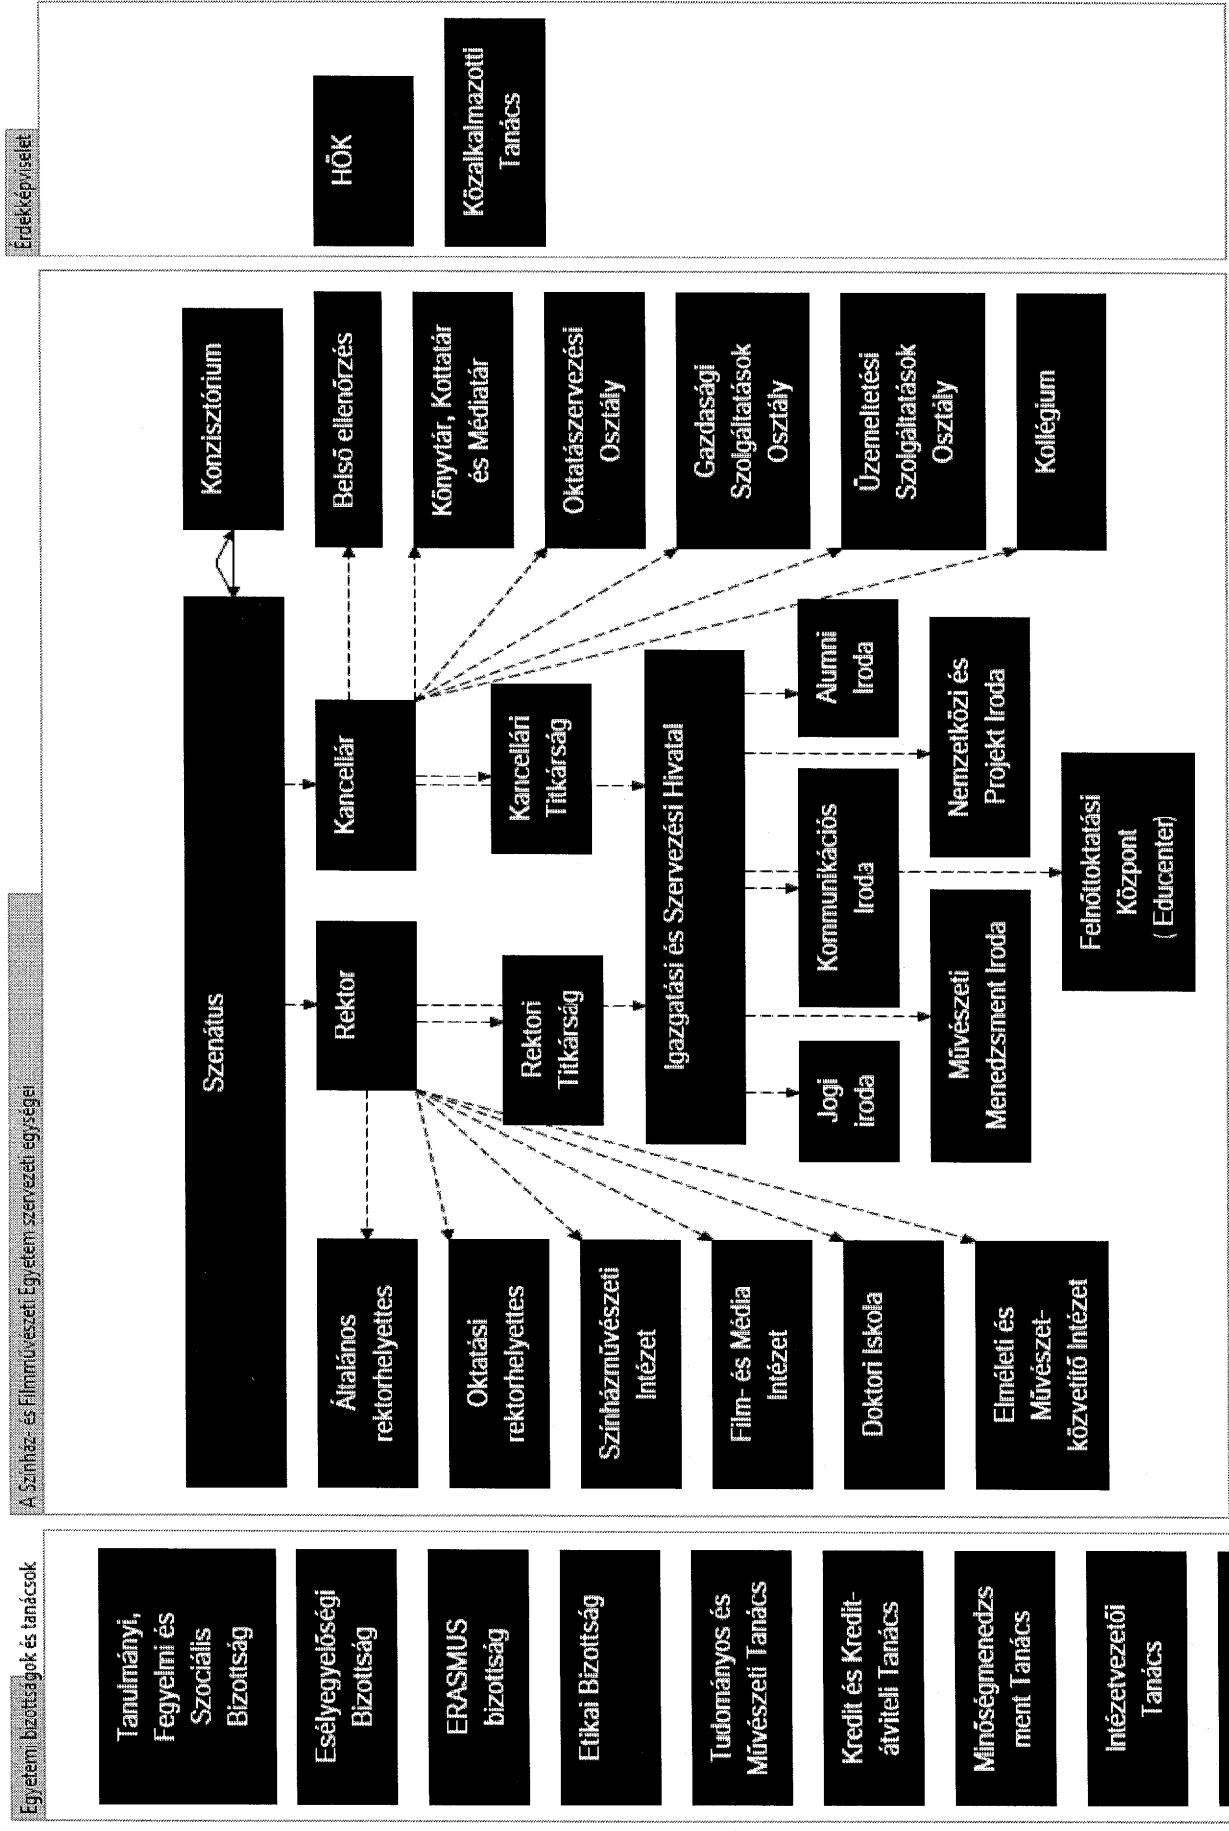 Egyetemi bizottságok és tanácsok
Tanulmányi,
Fegyelmi és
Szociális
Bizottság
Esélyegyelőségi
Bizottság
ERASMUS
bizottság
Etikai Bizottság
Tudományos és
Művészeti Tanács
Kredit és Kredit-
átviteli Tanács
Minőségmenedzs
ment Tanács
Intézetvezetői
Tanács
A Színház- és Filmművészeti Egyetem szervezeti egységei
Szenátus
Konzisztórium
Rektor
Kancellár
Általános
rektorhelyettes
Oktatási
rektorhelyettes
Színházművészeti
Intézet
Film- és Média
Intézet
Doktori Iskola
Elméleti és
Művészet-
közvetítő Intézet
Rektori
Titkárság
Kancellári
Titkárság
Igazgatási és Szervezési Hivatal
Jogi
iroda
Kommunikációs
Iroda
Alumni
Iroda
Művészeti
Menedzsment Iroda
Nemzetközi és
Projekt Iroda
Felnőttoktatási
Központ
( Educenter)
Belső ellenőrzés
Könyvtár, Kottatár
és Médiatár
Oktatászervezési
Osztály
Gazdasági
Szolgáltatások
Osztály
Üzemeltetési
Szolgáltatások
Osztály
Kollégium
Érdekképviselet
HÖK
Közalkalmazotti
Tanács